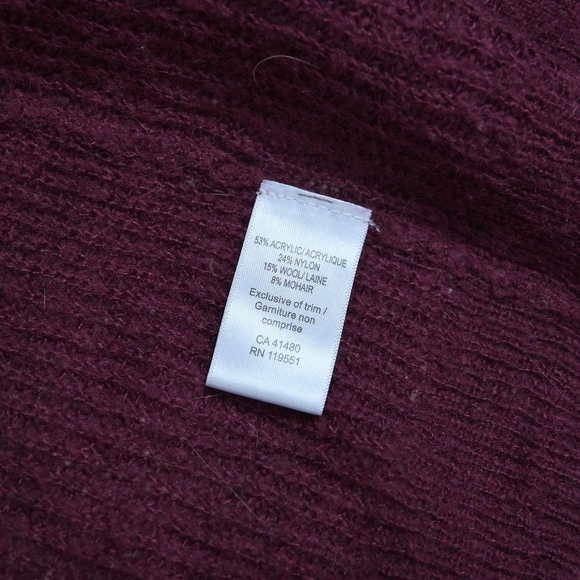 53% ACRYLIC/ ACRYLIQUE
24% NYLON
15% WOOL/ LAINE
8% MOHAIR
Exclusive of trim /
Garniture non
comprise
CA 41480
RN 119551